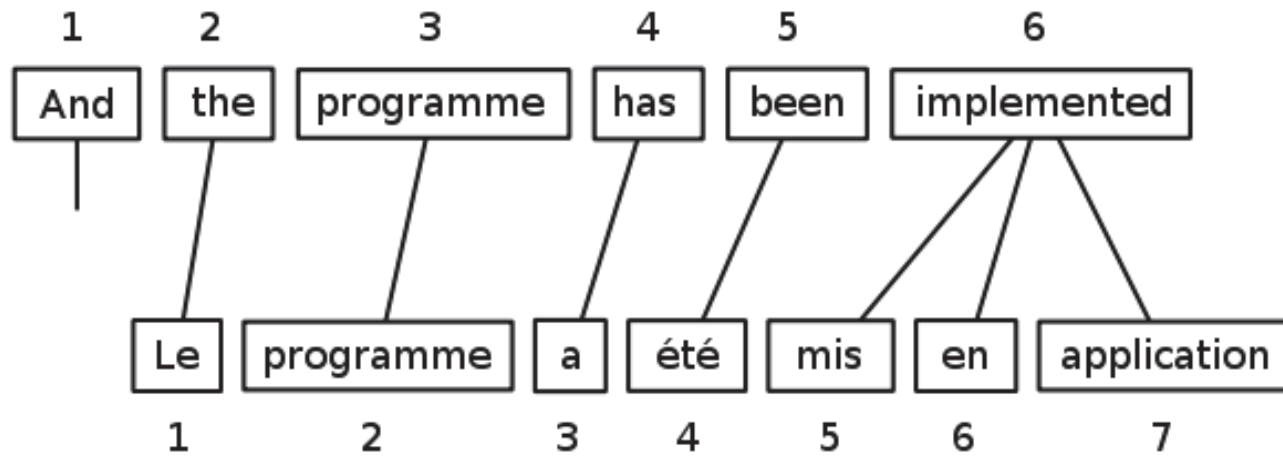 1 2 3 4 5 6
And the programme has been implemented
Le programme a été mis en application
1 2 3 4 5 6 7